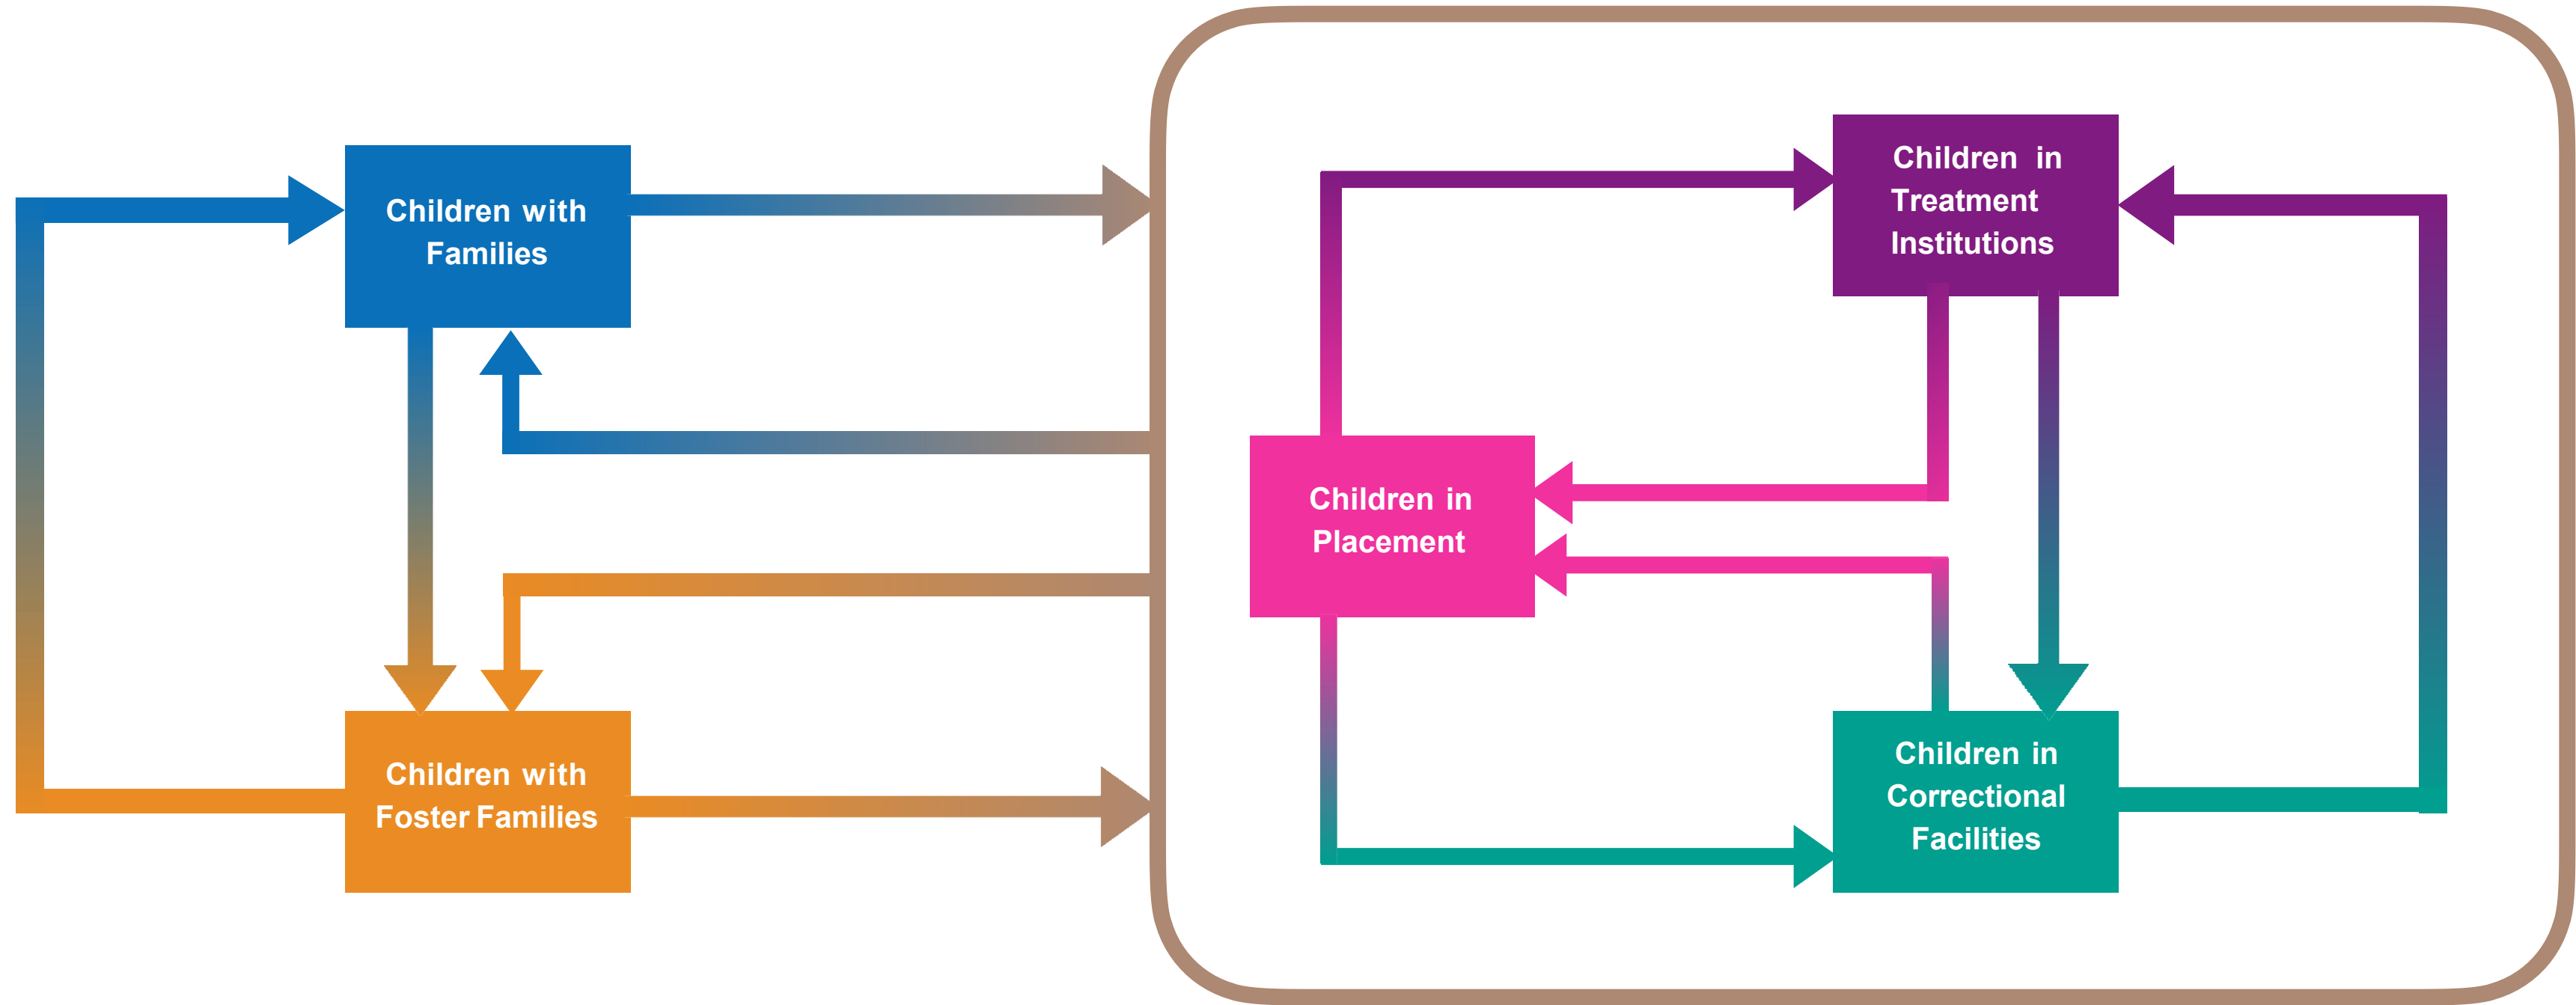 Children with
Families
Children in
Treatment
Institutions
Children in
Placement
Children with
Foster Families
Children in
Correctional
Facilities